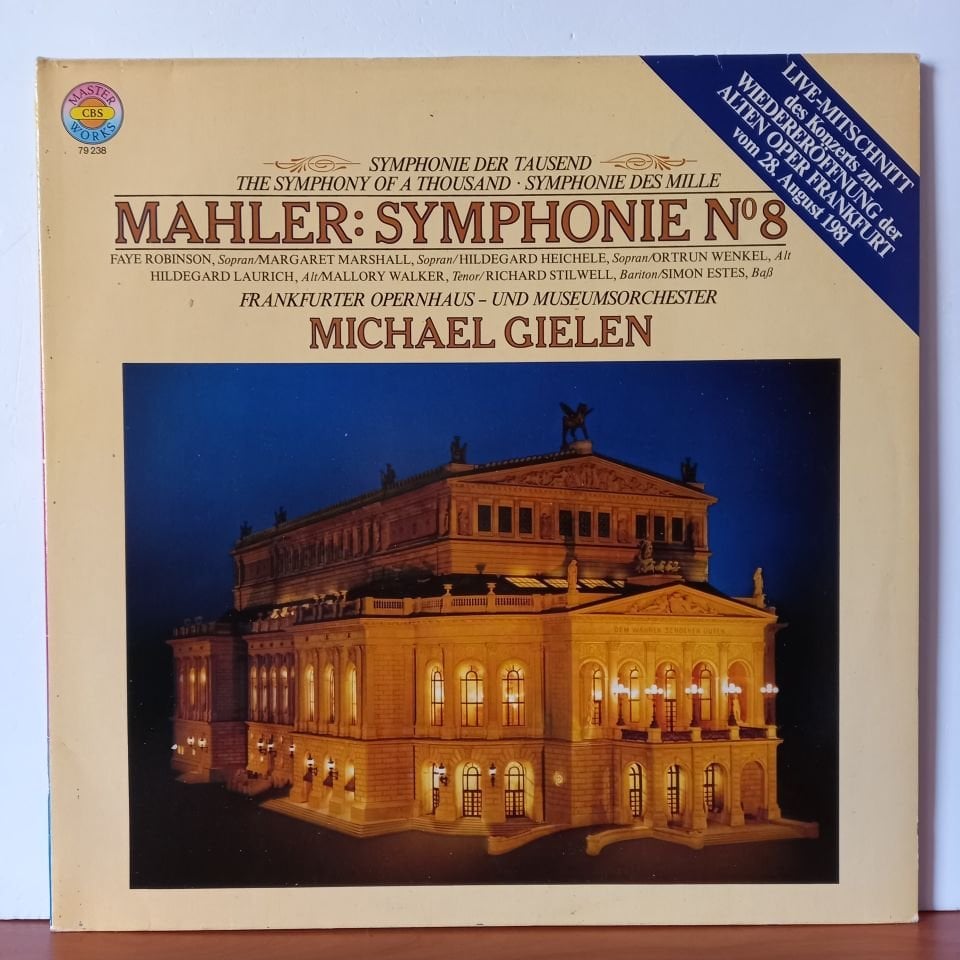 MASTER
CBS
WORKS
79 238
LIVE-MITSCHNITT
des Konzerts zur
WIEDERERÖFFNUNG der
ALTEN OPER FRANKFURT
vom 28. August 1981
SYMPHONIE DER TAUSEND
THE SYMPHONY OF A THOUSAND · SYMPHONIE DES MILLE
MAHLER: SYMPHONIE Nº 8
FAYE ROBINSON, Sopran/MARGARET MARSHALL, Sopran/HILDEGARD HEICHELE, Sopran/ORTRUN WENKEL, Alt
HILDEGARD LAURICH, Alt/MALLORY WALKER, Tenor/RICHARD STILWELL, Bariton/SIMON ESTES, Baß
FRANKFURTER OPERNHAUS – UND MUSEUMSORCHESTER
MICHAEL GIELEN
DEM WAHREN SCHOENEN GUTEN